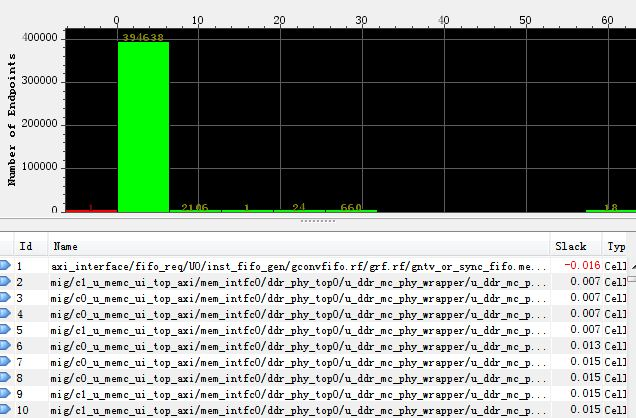 0 10 20 30 40 50 60
400000
300000
200000
100000
0
Number of Endpoints
1 394638 2106 1 24 660 18
Id Name Slack Typ
1 axi_interface/fifo_req/U0/inst_fifo_gen/gconvfifo.rf/grf.rf/gntv_or_sync_fifo.me... -0.016 Cell
2 mig/c1_u_memc_ui_top_axi/mem_intfc0/ddr_phy_top0/u_ddr_mc_phy_wrapper/u_ddr_mc_p... 0.007 Cell
3 mig/c0_u_memc_ui_top_axi/mem_intfc0/ddr_phy_top0/u_ddr_mc_phy_wrapper/u_ddr_mc_p... 0.007 Cell
4 mig/c0_u_memc_ui_top_axi/mem_intfc0/ddr_phy_top0/u_ddr_mc_phy_wrapper/u_ddr_mc_p... 0.007 Cell
5 mig/c1_u_memc_ui_top_axi/mem_intfc0/ddr_phy_top0/u_ddr_mc_phy_wrapper/u_ddr_mc_p... 0.007 Cell
6 mig/c0_u_memc_ui_top_axi/mem_intfc0/ddr_phy_top0/u_ddr_mc_phy_wrapper/u_ddr_mc_p... 0.013 Cell
7 mig/c0_u_memc_ui_top_axi/mem_intfc0/ddr_phy_top0/u_ddr_mc_phy_wrapper/u_ddr_mc_p... 0.015 Cell
8 mig/c0_u_memc_ui_top_axi/mem_intfc0/ddr_phy_top0/u_ddr_mc_phy_wrapper/u_ddr_mc_p... 0.015 Cell
9 mig/c1_u_memc_ui_top_axi/mem_intfc0/ddr_phy_top0/u_ddr_mc_phy_wrapper/u_ddr_mc_p... 0.015 Cell
10 mig/c1_u_memc_ui_top_axi/mem_intfc0/ddr_phy_top0/u_ddr_mc_phy_wrapper/u_ddr_mc_p... 0.015 Cell